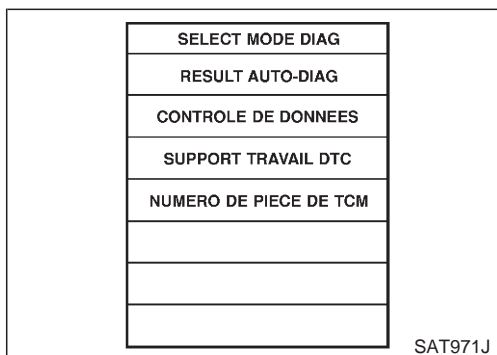 SELECT MODE DIAG
RESULT AUTO-DIAG
CONTROLE DE DONNEES
SUPPORT TRAVAIL DTC
NUMERO DE PIECE DE TCM
SAT971J